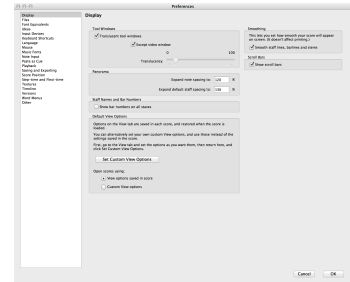 Preferences
Display
Files
Font Equivalents
Ideas
Input Devices
Keyboard Shortcuts
Language
Mouse
Music Fonts
Note Input
Paste as Cue
Playback
Saving and Exporting
Score Position
Step-time and Flexi-time
Textures
Timeline
Versions
Word Menus
Other
Display
Tool Windows
Translucent tool windows
Except video window
0 100
Translucency:
Panorama
Expand note spacing to: 120 %
Expand default staff spacing to: 120 %
Staff Names and Bar Numbers
Show bar numbers on all staves
Default View Options
Options on the View tab are saved in each score, and restored when the score is
loaded.
You can alternatively set your own custom View options, and use these instead of the
settings saved in the score.
First, go to the View tab and set the options as you want them, then return here, and
click Set Custom View Options.
Set Custom View Options
Open scores using:
View options saved in score
Custom View options
Smoothing
This lets you set how smooth your score will appear
on screen. (It doesn't affect printing.)
Smooth staff lines, barlines and stems
Scroll Bars
Show scroll bars
Cancel OK